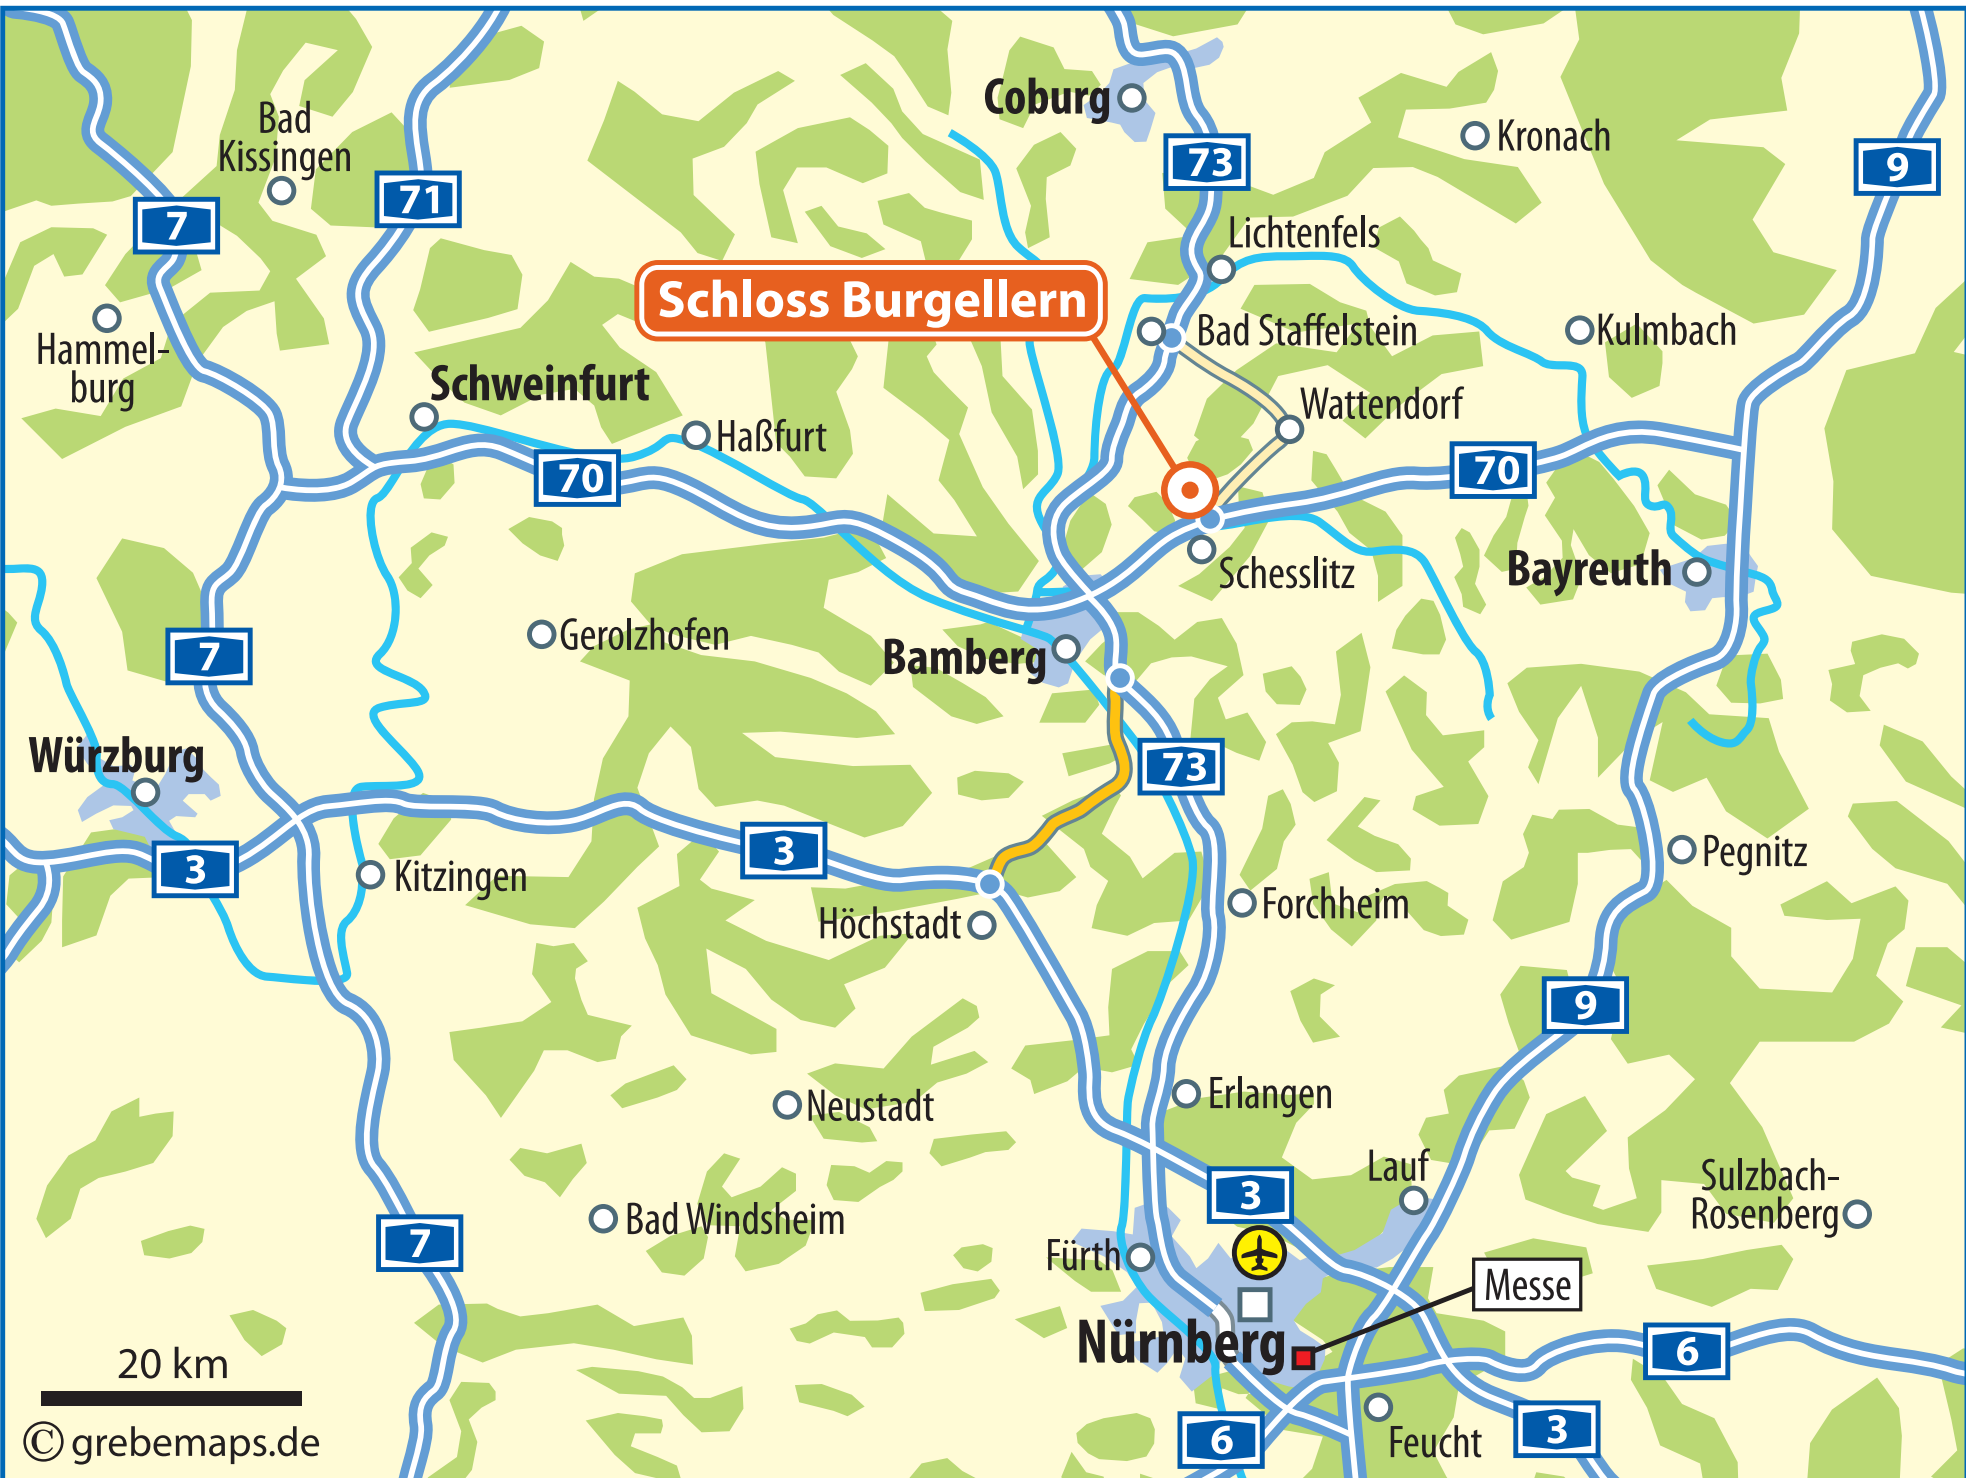 Coburg
Bad
Kissingen
73
Kronach
9
71
7
Lichtenfels
Schloss Burgellern
Hammel-
burg
Bad Staffelstein
Kulmbach
Schweinfurt
Wattendorf
Haßfurt
70
70
Schesslitz
Bayreuth
Gerolzhofen
7
Bamberg
Würzburg
73
3
3
Pegnitz
Kitzingen
Höchstadt
Forchheim
9
Neustadt
Erlangen
Lauf
3
Sulzbach-
Rosenberg
Bad Windsheim
7
Fürth
Messe
Nürnberg
6
20 km
6
3
Feucht
© grebemaps.de